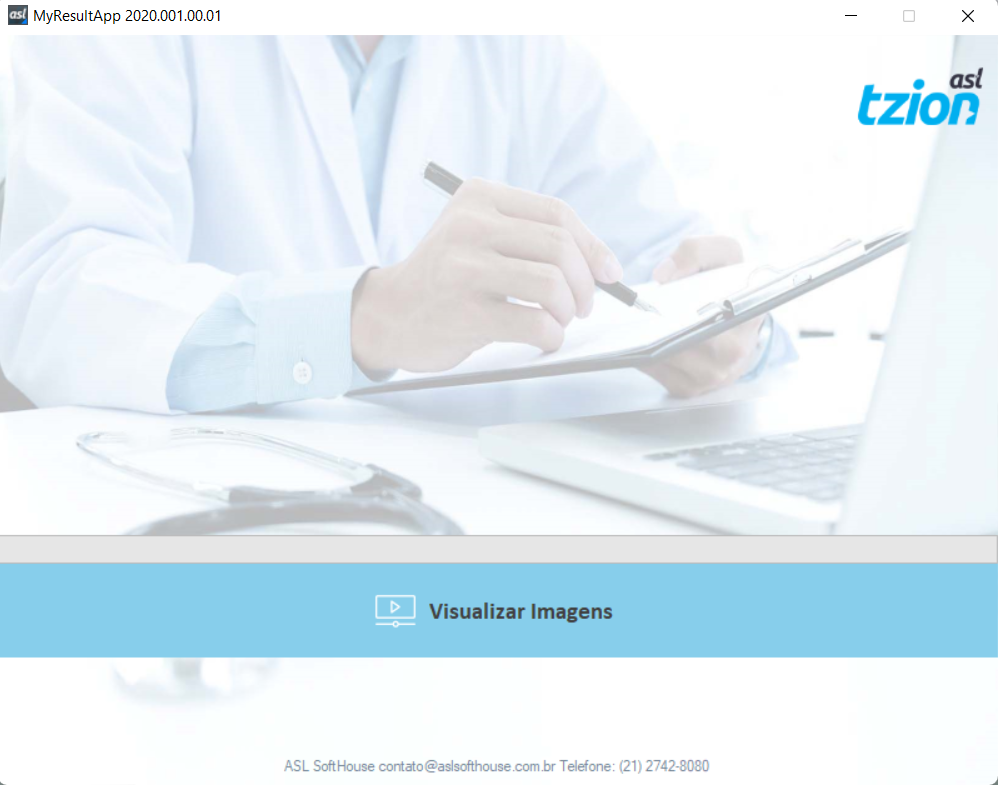 asl MyResultApp 2020.001.00.01
asl
tzion
Visualizar Imagens
ASL SoftHouse contato@aslsofthouse.com.br Telefone: (21) 2742-8080